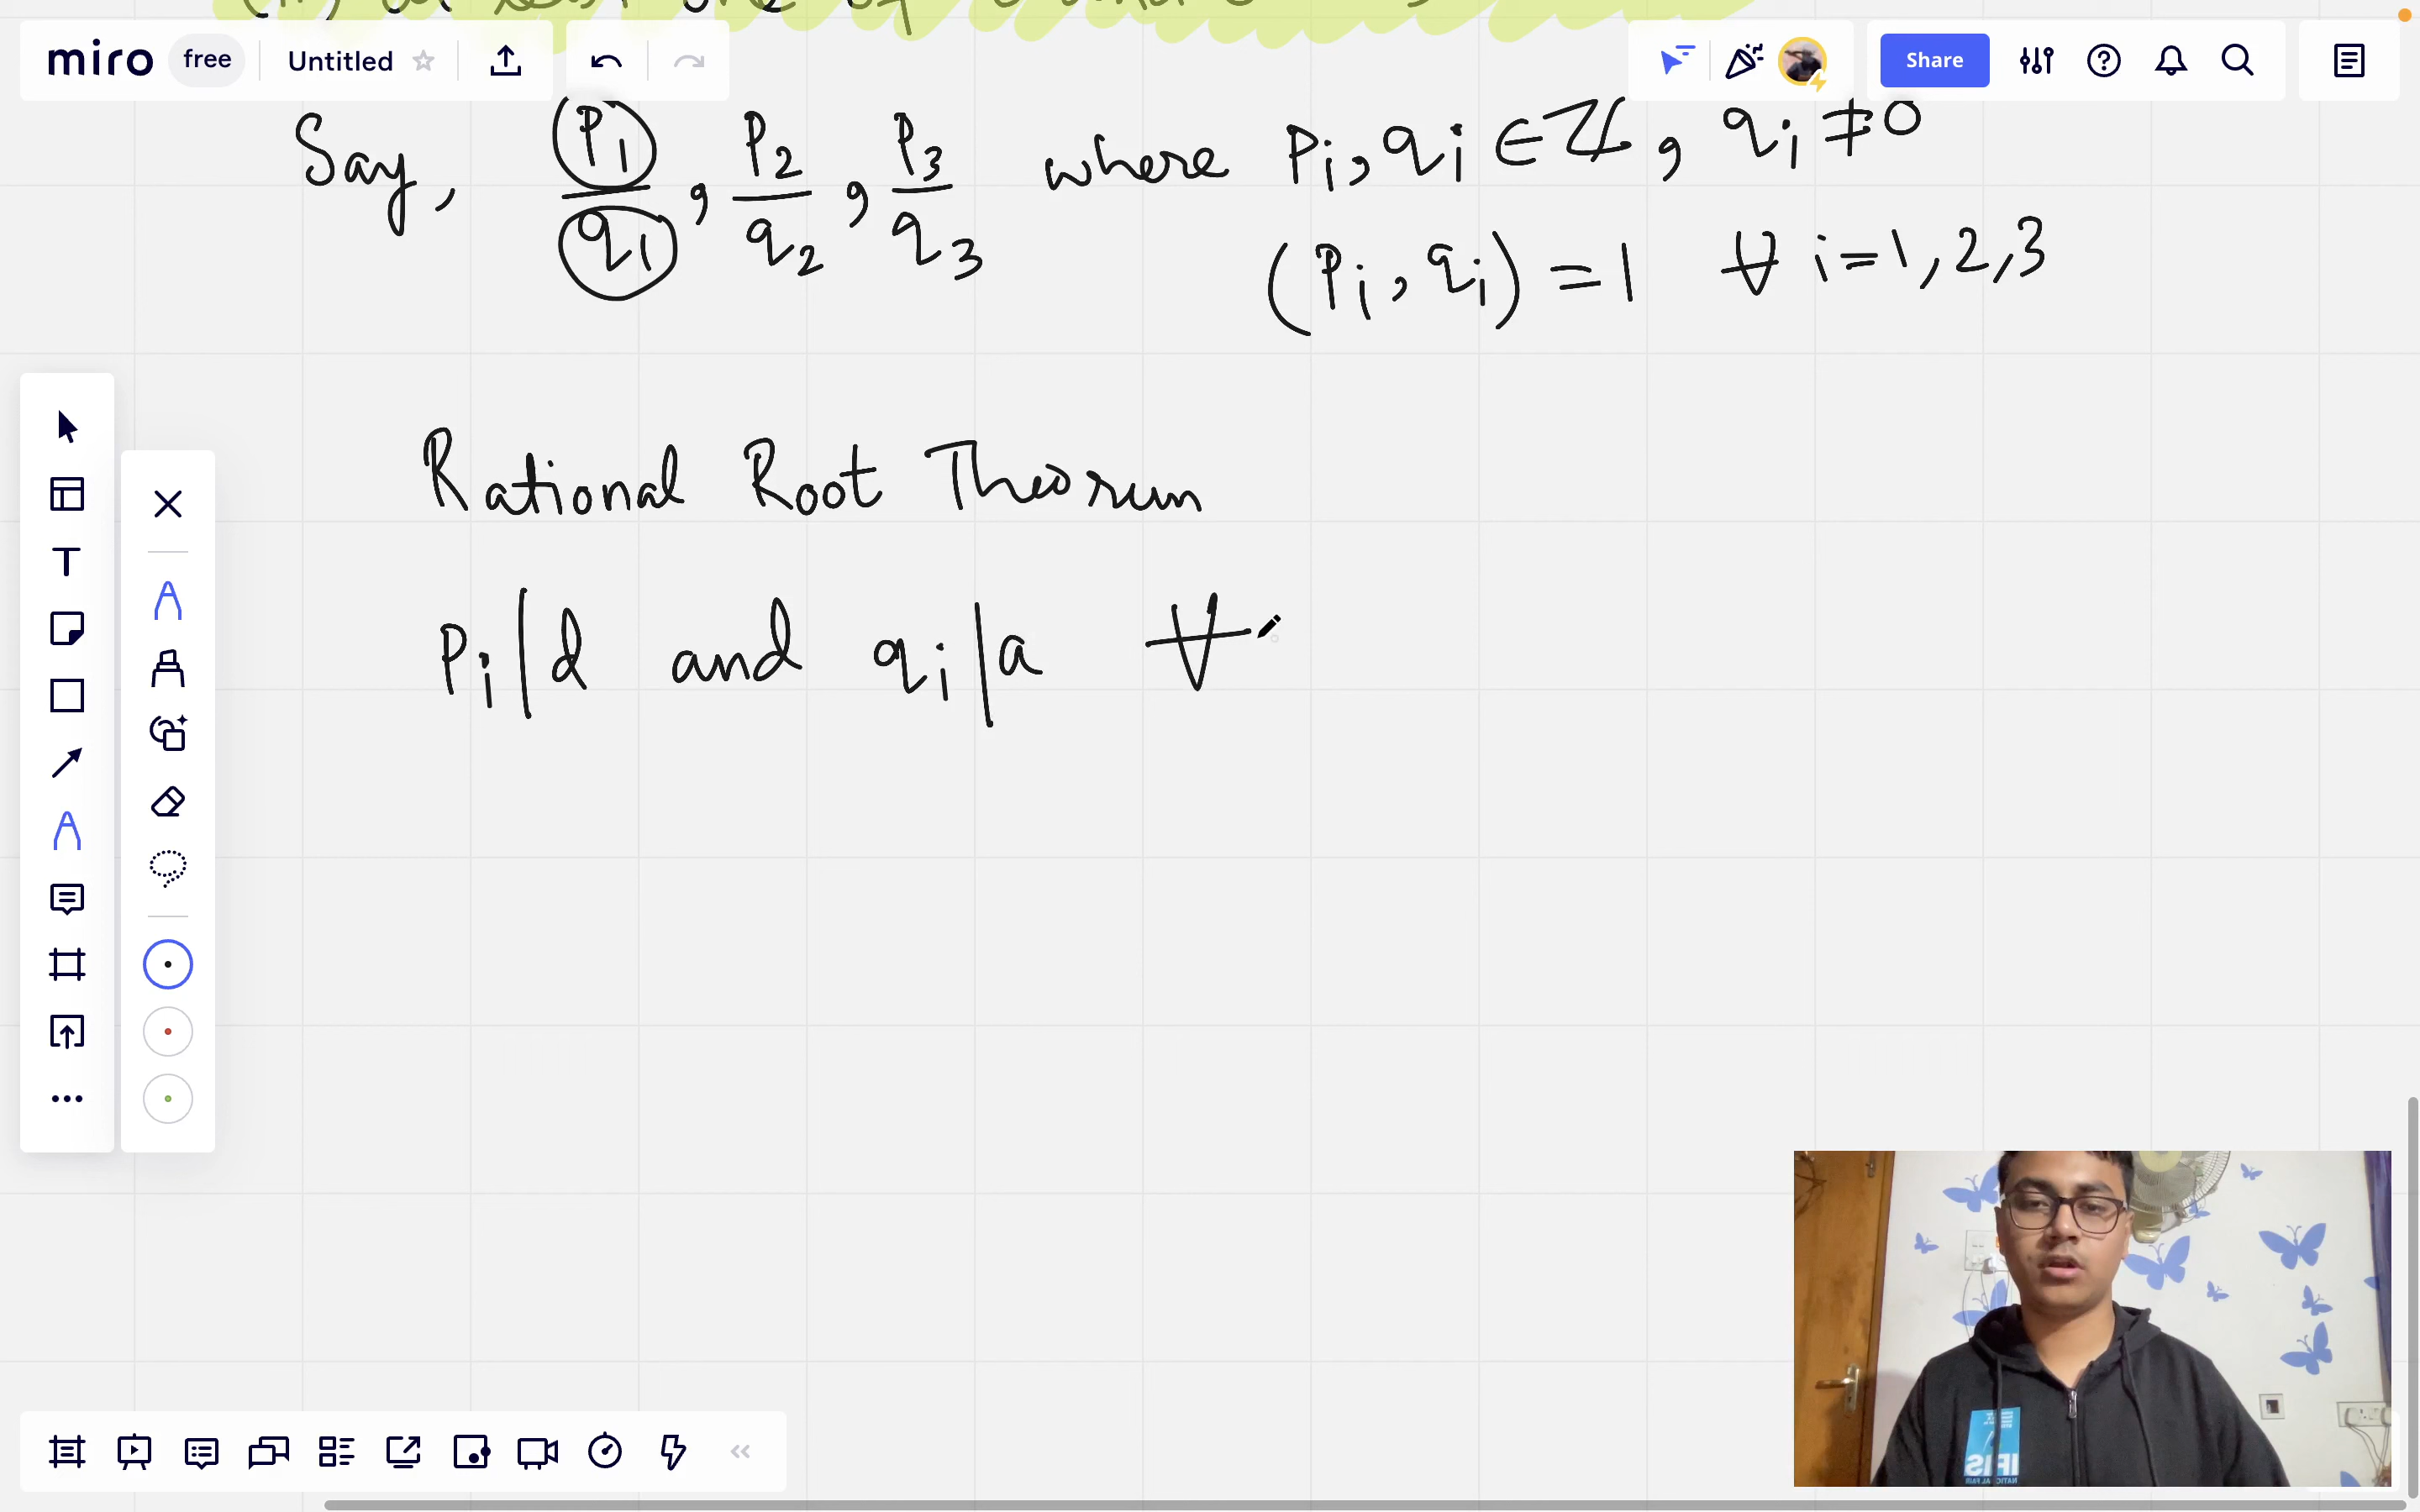 miro free Untitled Share
Say, P1/q1, P2/q2, P3/q3 where Pi, qi ∈ ℤ, qi ≠ 0
(Pi, qi) = 1 ∀ i=1,2,3
Rational Root Theorum
Pi|d and qi|a ∀
T